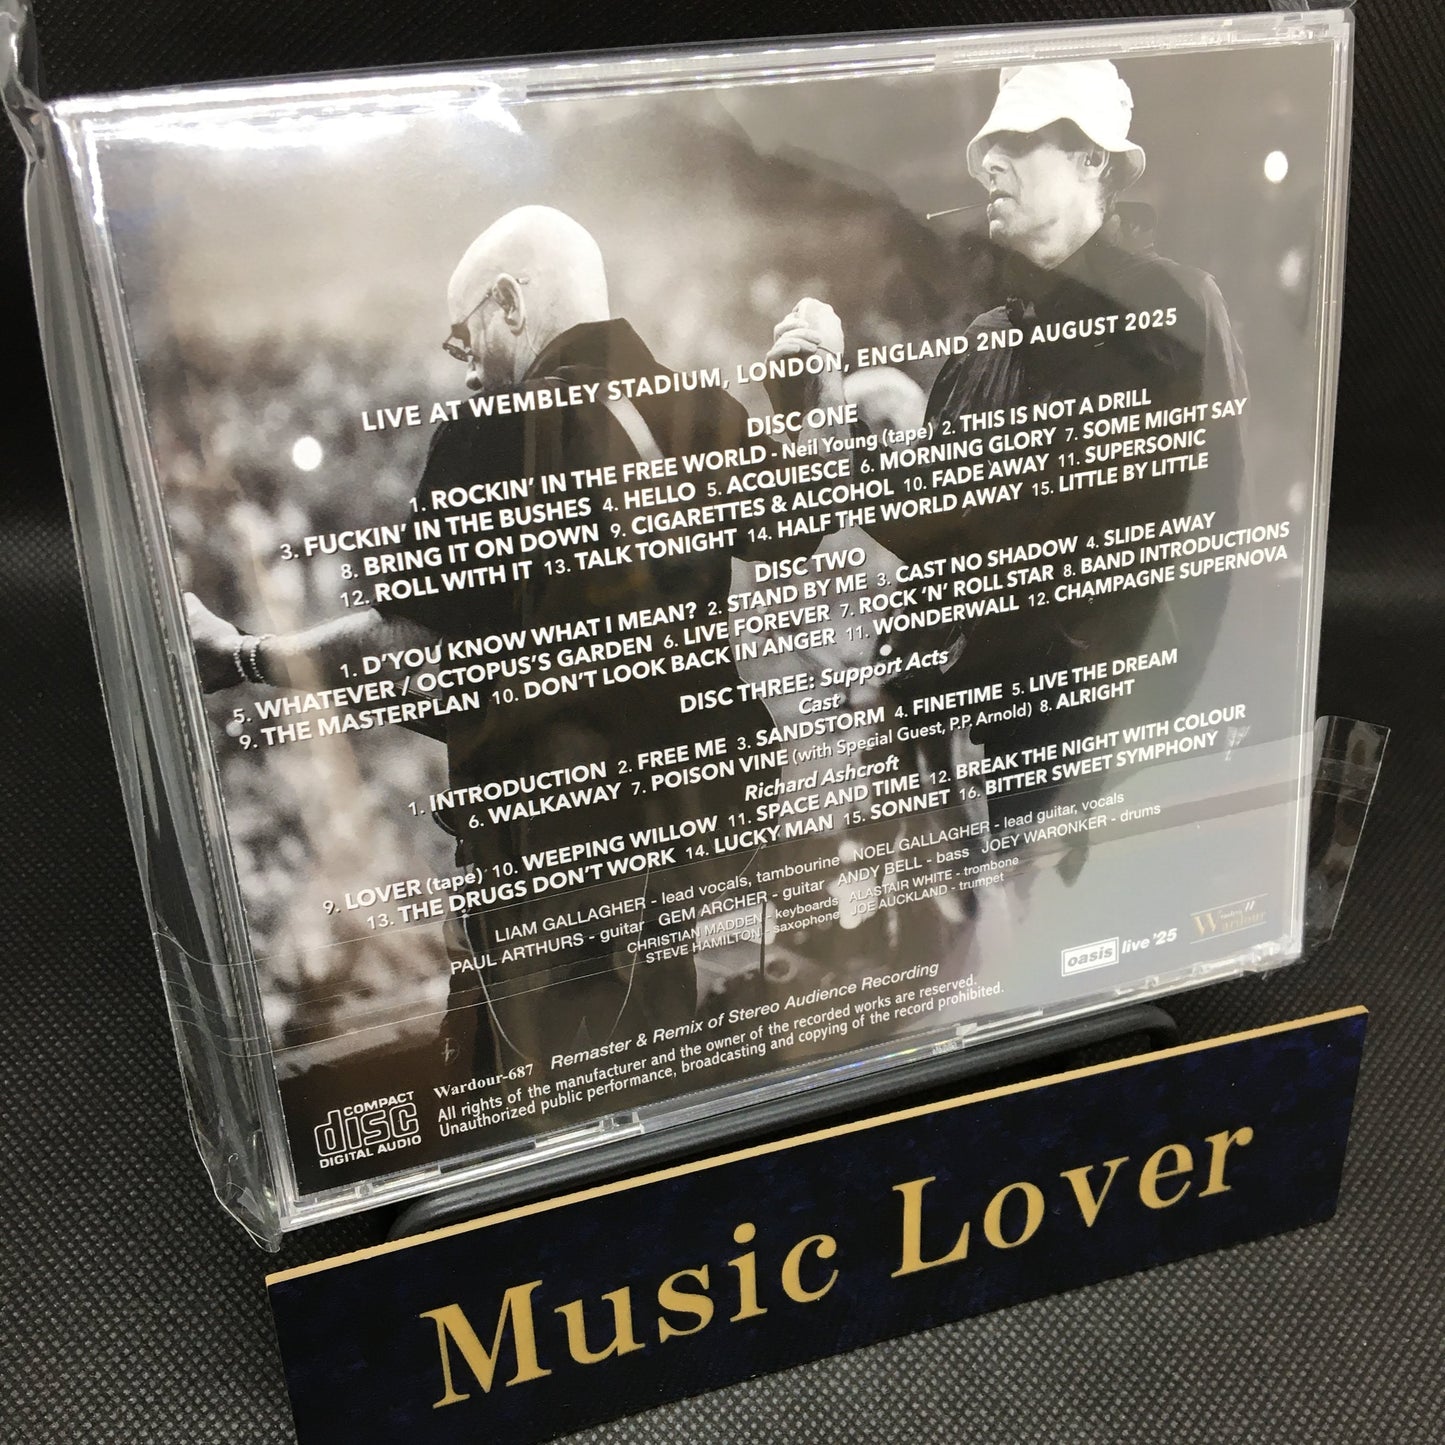 LIVE AT WEMBLEY STADIUM, LONDON, ENGLAND 2ND AUGUST 2025
DISC ONE
1. ROCKIN' IN THE FREE WORLD - Neil Young (tape) 2. THIS IS NOT A DRILL
3. FUCKIN' IN THE BUSHES 4. HELLO 5. ACQUIESCE 6. MORNING GLORY 7. SOME MIGHT SAY
8. BRING IT ON DOWN 9. CIGARETTES & ALCOHOL 10. FADE AWAY 11. SUPERSONIC
12. ROLL WITH IT 13. TALK TONIGHT 14. HALF THE WORLD AWAY 15. LITTLE BY LITTLE
DISC TWO
1. D'YOU KNOW WHAT I MEAN? 2. STAND BY ME 3. CAST NO SHADOW 4. SLIDE AWAY
5. WHATEVER / OCTOPUS'S GARDEN 6. LIVE FOREVER 7. ROCK 'N' ROLL STAR 8. BAND INTRODUCTIONS
9. THE MASTERPLAN 10. DON'T LOOK BACK IN ANGER 11. WONDERWALL 12. CHAMPAGNE SUPERNOVA
DISC THREE: Support Acts
Cast
1. INTRODUCTION 2. FREE ME 3. SANDSTORM 4. FINETIME 5. LIVE THE DREAM
6. WALKAWAY 7. POISON VINE (with Special Guest, P.P. Arnold) 8. ALRIGHT
Richard Ashcroft
9. LOVER (tape) 10. WEEPING WILLOW 11. SPACE AND TIME 12. BREAK THE NIGHT WITH COLOUR
13. THE DRUGS DON'T WORK 14. LUCKY MAN 15. SONNET 16. BITTER SWEET SYMPHONY
LIAM GALLAGHER - lead vocals, tambourine NOEL GALLAGHER - lead guitar, vocals
PAUL ARTHURS - guitar GEM ARCHER - guitar ANDY BELL - bass JOEY WARONKER - drums
CHRISTIAN MADDEN - keyboards ALASTAIR WHITE - trombone
STEVE HAMILTON - saxophone JOE AUCKLAND - trumpet
oasis live '25
Wardour
Remaster & Remix of Stereo Audience Recording
Wardour-687
All rights of the manufacturer and the owner of the recorded works are reserved.
Unauthorized public performance, broadcasting and copying of the record prohibited.
COMPACT
disc
DIGITAL AUDIO
Music Lover